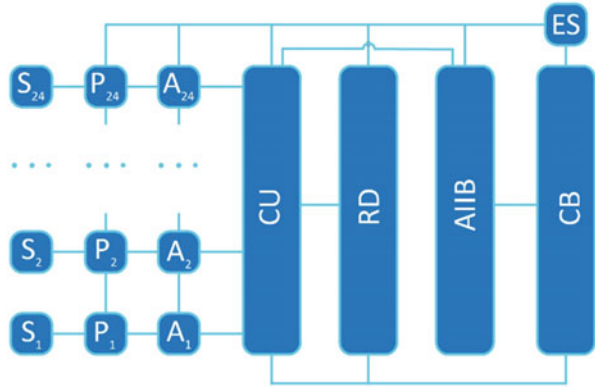 ES
S24 P24 A24
... ... ...
CU RD AIIB CB
S2 P2 A2
S1 P1 A1